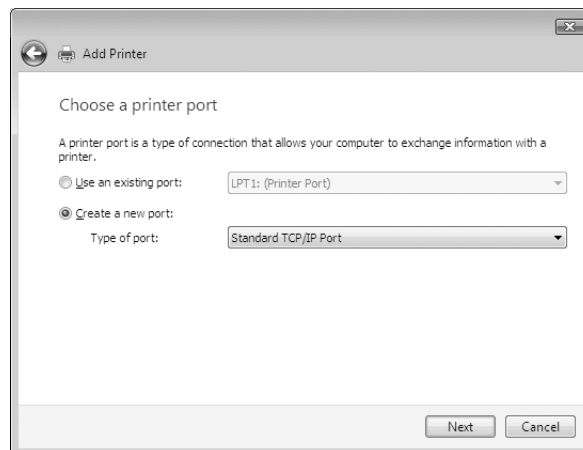 Add Printer
Choose a printer port
A printer port is a type of connection that allows your computer to exchange information with a
printer.
Use an existing port: LPT1: (Printer Port)
Create a new port:
Type of port: Standard TCP/IP Port
Next Cancel